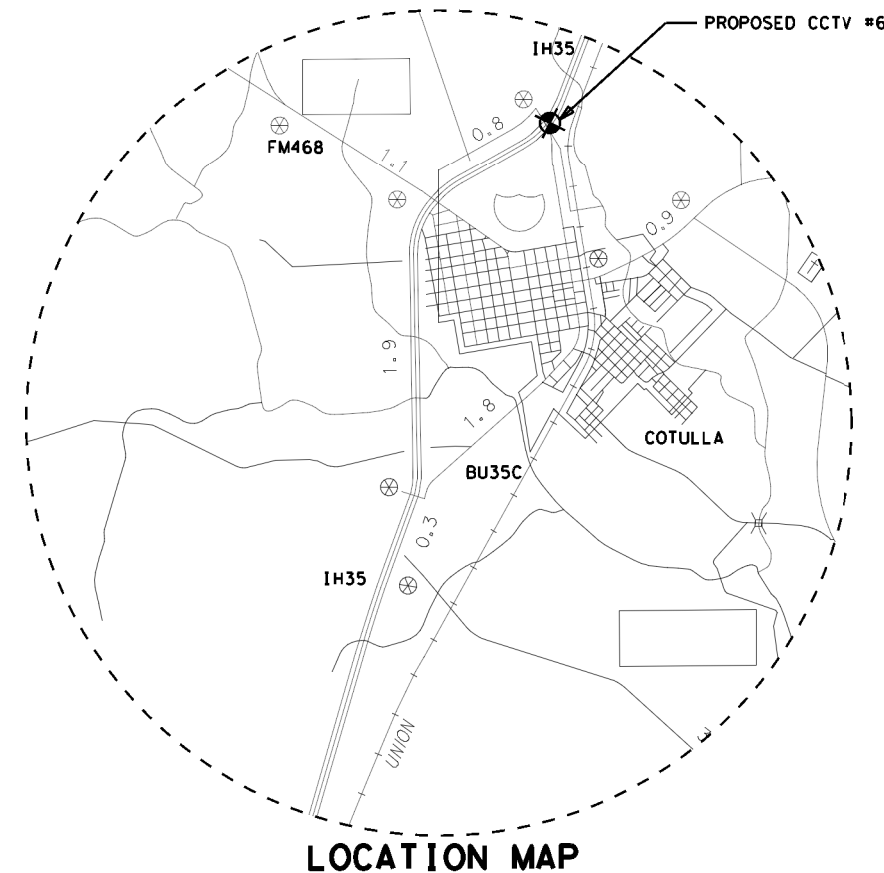 PROPOSED CCTV #6
IH35
0.8
FM468
1.1
0.9
1.9
1.8
COTULLA
BU35C
0.3
IH35
UNION
3
LOCATION MAP